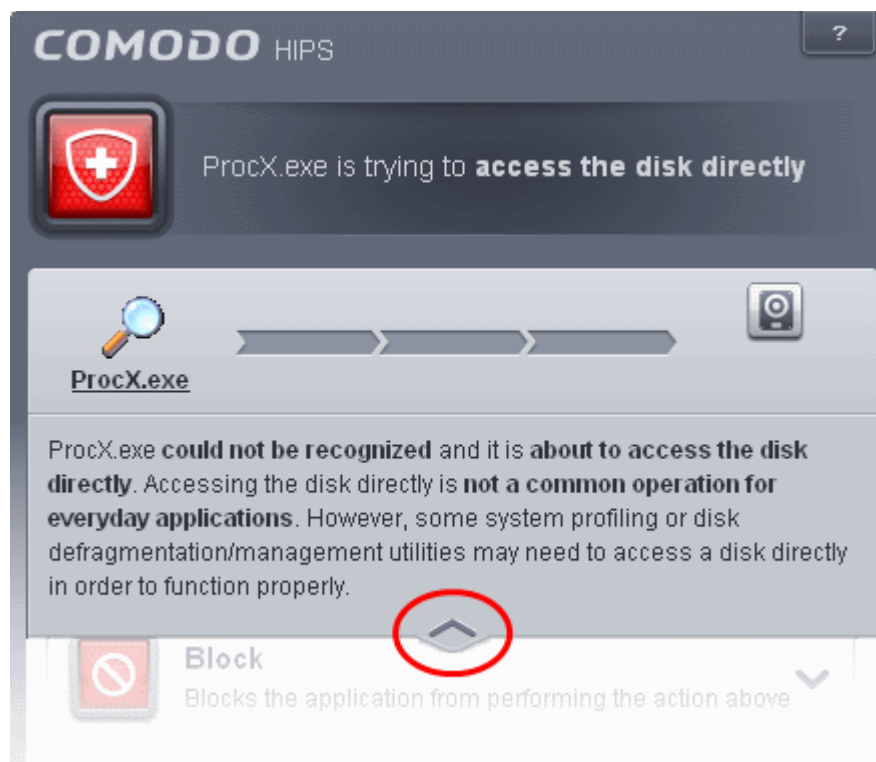 COMODO HIPS
?
ProcX.exe is trying to access the disk directly
ProcX.exe
ProcX.exe could not be recognized and it is about to access the disk
directly. Accessing the disk directly is not a common operation for
everyday applications. However, some system profiling or disk
defragmentation/management utilities may need to access a disk directly
in order to function properly.
Block
Blocks the application from performing the action above